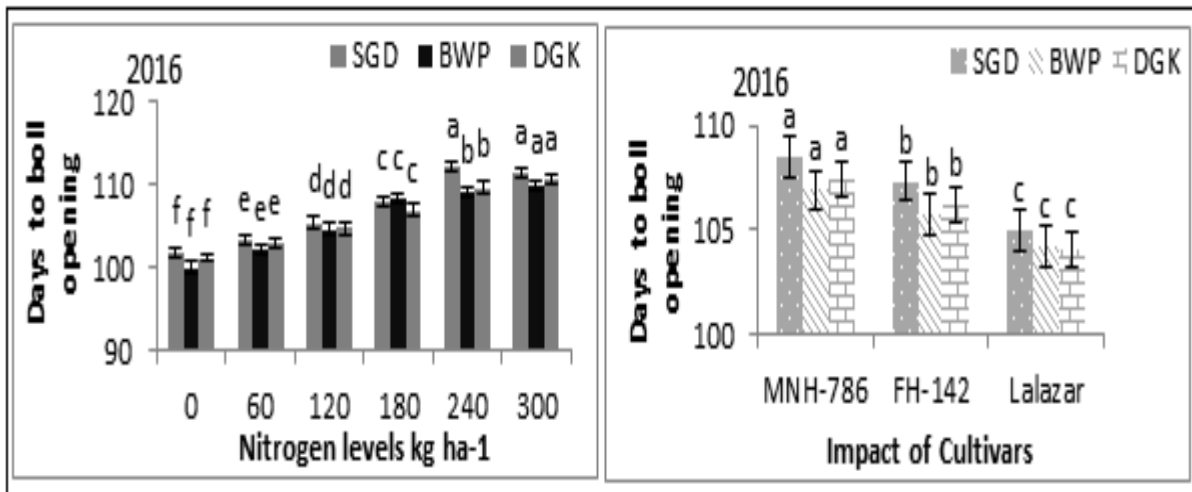 SGD BWP DGK
2016
Days to boll opening
120
110
100
90
f f f
e e e
d d d
c c c
a b b
a a a
0 60 120 180 240 300
Nitrogen levels kg ha-1
SGD BWP DGK
2016
Days to boll opening
110
105
100
a a a
b b b
c c c
MNH-786 FH-142 Lalazar
Impact of Cultivars